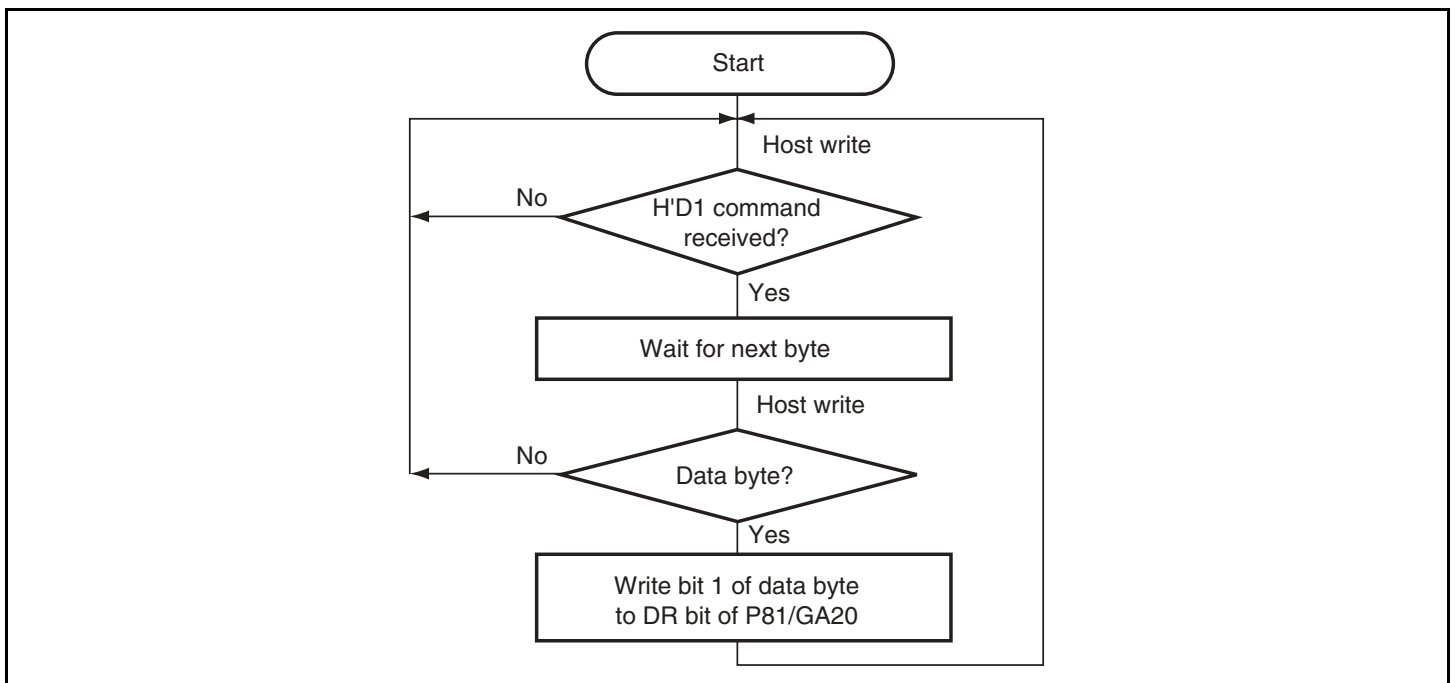 Start
Host write
No
H'D1 command
received?
Yes
Wait for next byte
Host write
No
Data byte?
Yes
Write bit 1 of data byte
to DR bit of P81/GA20